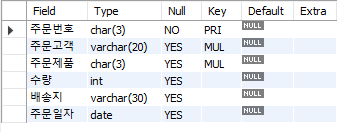 Field Type Null Key Default Extra
주문번호 char(3) NO PRI NULL
주문고객 varchar(20) YES MUL NULL
주문제품 char(3) YES MUL NULL
수량 int YES NULL
배송지 varchar(30) YES NULL
주문일자 date YES NULL